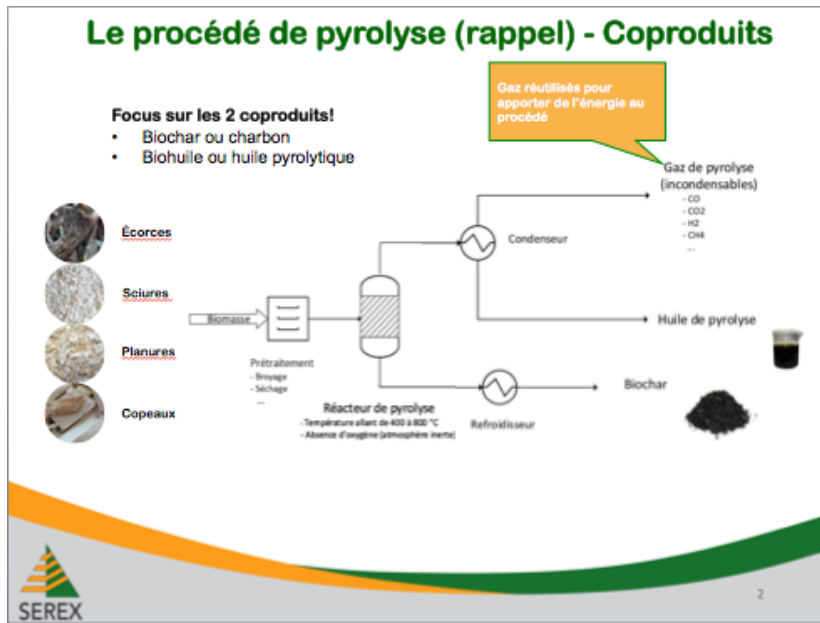 Le procédé de pyrolyse (rappel) - Coproduits
Gaz réutilisés pour
apporter de l'énergie au
procédé
Focus sur les 2 coproduits!
• Biochar ou charbon
• Biohuile ou huile pyrolytique
Gaz de pyrolyse
(incondensables)
- CO
- CO2
- H2
- CH4
...
Écorces
Condenseur
Sciures
Biomasse
Huile de pyrolyse
Planures
Prétraitement
- Broyage
- Séchage
...
Biochar
Copeaux
Réacteur de pyrolyse
- Température allant de 400 à 800 °C
- Absence d'oxygène (atmosphère inerte)
Refroidisseur
2
SEREX